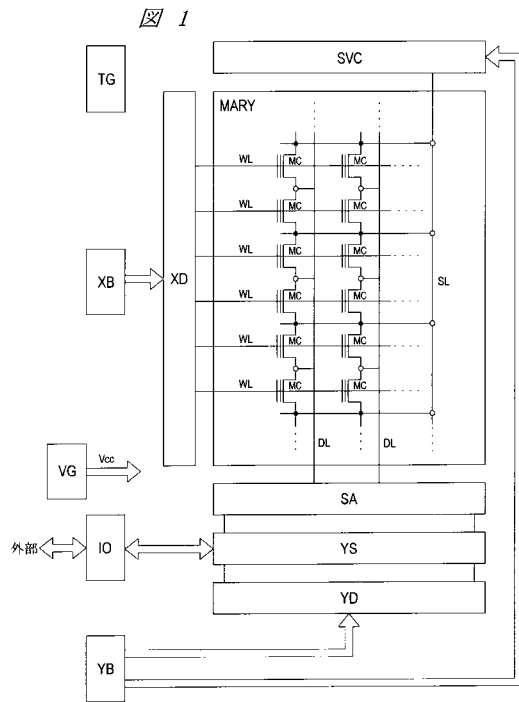 図 1
SVC
TG
MARY
WL MC MC
WL MC MC
XB
XD
WL MC MC
SL
WL MC MC
WL MC MC
WL MC MC
DL DL
VG
Vcc
SA
外部
IO
YS
YD
YB